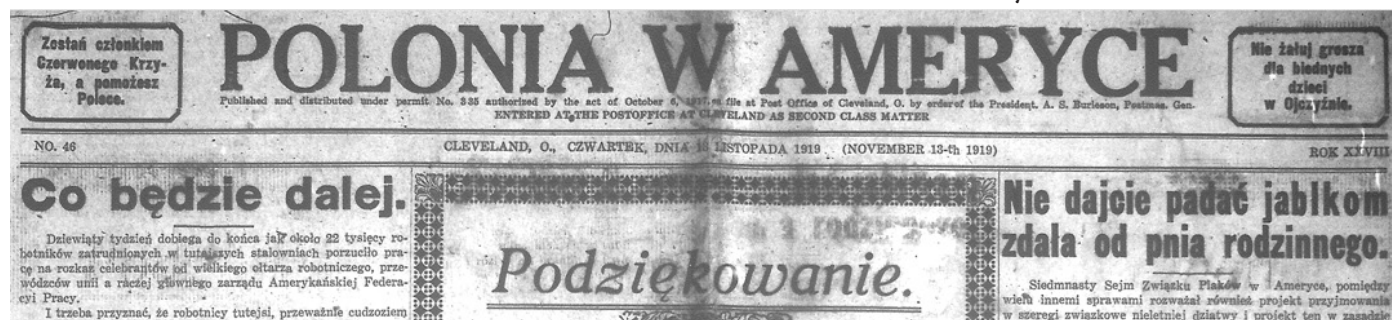 Zostań członkiem
Czerwonego Krzy-
ża, a pomożesz
Polsce.
POLONIA W AMERYCE
Published and distributed under permit No. 335 authorized by the act of October 6, 1917, on file at Post Office of Cleveland, O. by order of the President, A. S. Burleson, Postmas. Gen.
ENTERED AT THE POSTOFFICE AT CLEVELAND AS SECOND CLASS MATTER
Nie żałuj grosza
dla biednych
dzieci
w Ojczyźnie.
NO. 46
CLEVELAND, O., CZWARTEK, DNIA 13 LISTOPADA 1919 (NOVEMBER 13-th 1919)
ROK XXVIII
Co będzie dalej.
Dziewiąty tydzień dobiega do końca jak około 22 tysięcy ro-
botników zatrudnionych w tutajszych stalowniach porzuciło pra-
cę na rozkaz celebrantów od wielkiego ołtarza robotniczego, prze-
wódzców unii a raczej głównego zarządu Amerykańskiej Federa-
cyi Pracy.
I trzeba przyznać, że robotnicy tutejsi, przeważnie cudzoziem
Podziękowanie.
Nie dajcie padać jabłkom
zdala od pnia rodzinnego.
Siedmnasty Sejm Związku Plaków w Ameryce, pomiędzy
wielu innemi sprawami rozważał również projekt przyjmowania
w szeregi związkowe nieletniej dziatwy i projekt ten w zasadzie